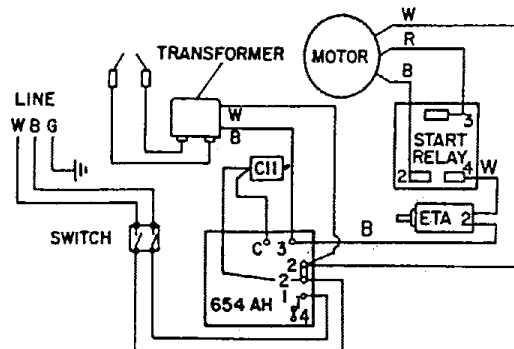 W
TRANSFORMER
MOTOR
R
B
LINE
W B G
W
B
3
START
RELAY
2 4
W
C11
ETA 2
SWITCH
C 3
B
2
2
654 AH
1
4